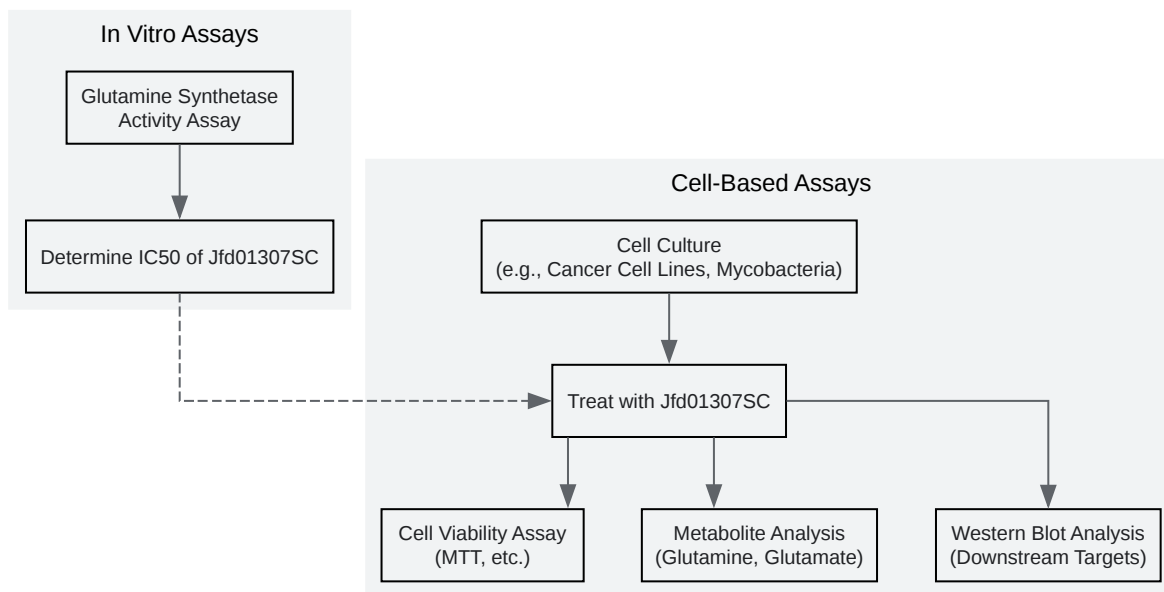 In Vitro Assays
Glutamine Synthetase
Activity Assay
Determine IC50 of Jfd01307SC
Cell-Based Assays
Cell Culture
(e.g., Cancer Cell Lines, Mycobacteria)
Treat with Jfd01307SC
Cell Viability Assay
(MTT, etc.)
Metabolite Analysis
(Glutamine, Glutamate)
Western Blot Analysis
(Downstream Targets)